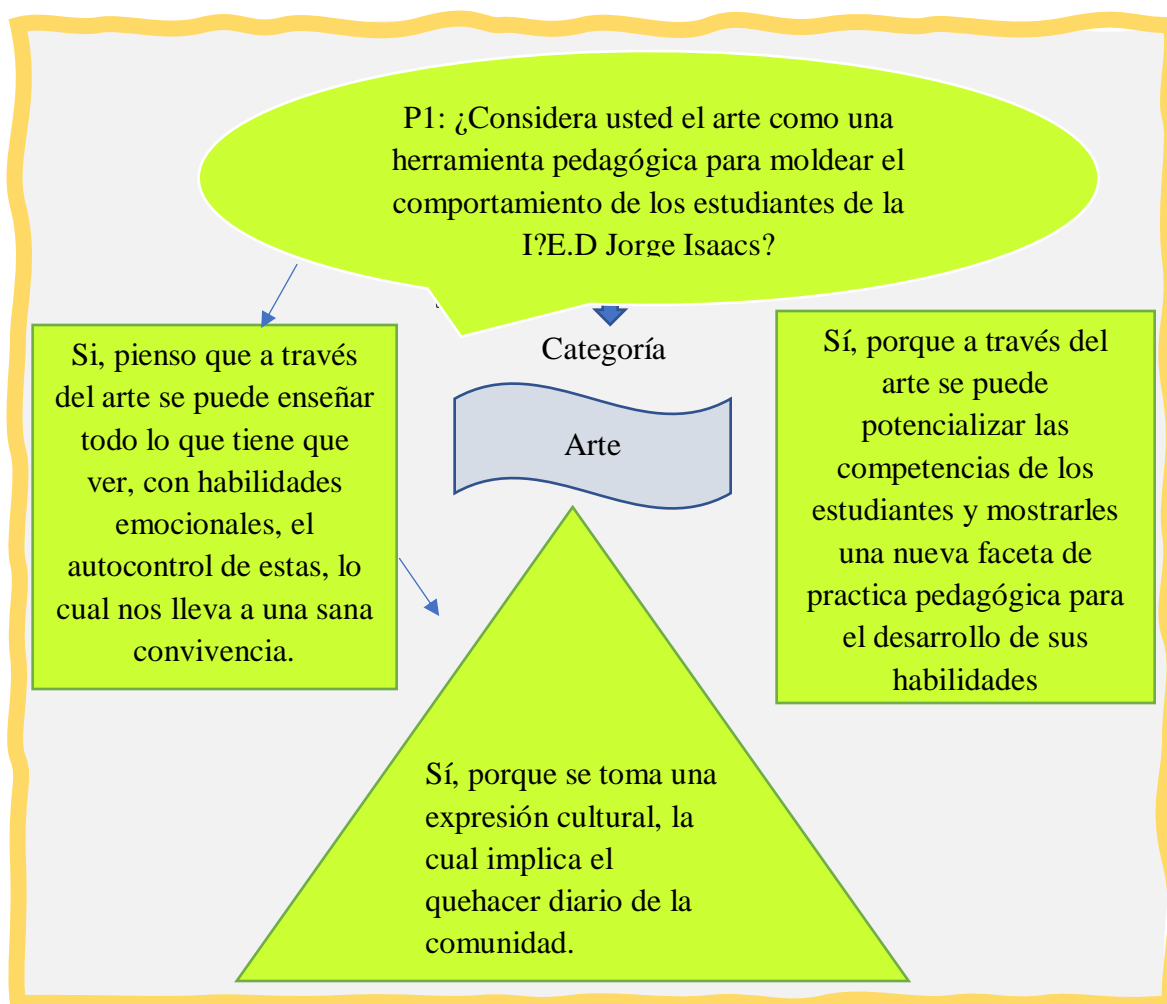 P1: ¿Considera usted el arte como una
herramienta pedagógica para moldear el
comportamiento de los estudiantes de la
I?E.D Jorge Isaacs?
Categoría
Arte
Si, pienso que a través
del arte se puede enseñar
todo lo que tiene que
ver, con habilidades
emocionales, el
autocontrol de estas, lo
cual nos lleva a una sana
convivencia.
Sí, porque a través del
arte se puede
potencializar las
competencias de los
estudiantes y mostrarles
una nueva faceta de
practica pedagógica para
el desarrollo de sus
habilidades
Sí, porque se toma una
expresión cultural, la
cual implica el
quehacer diario de la
comunidad.